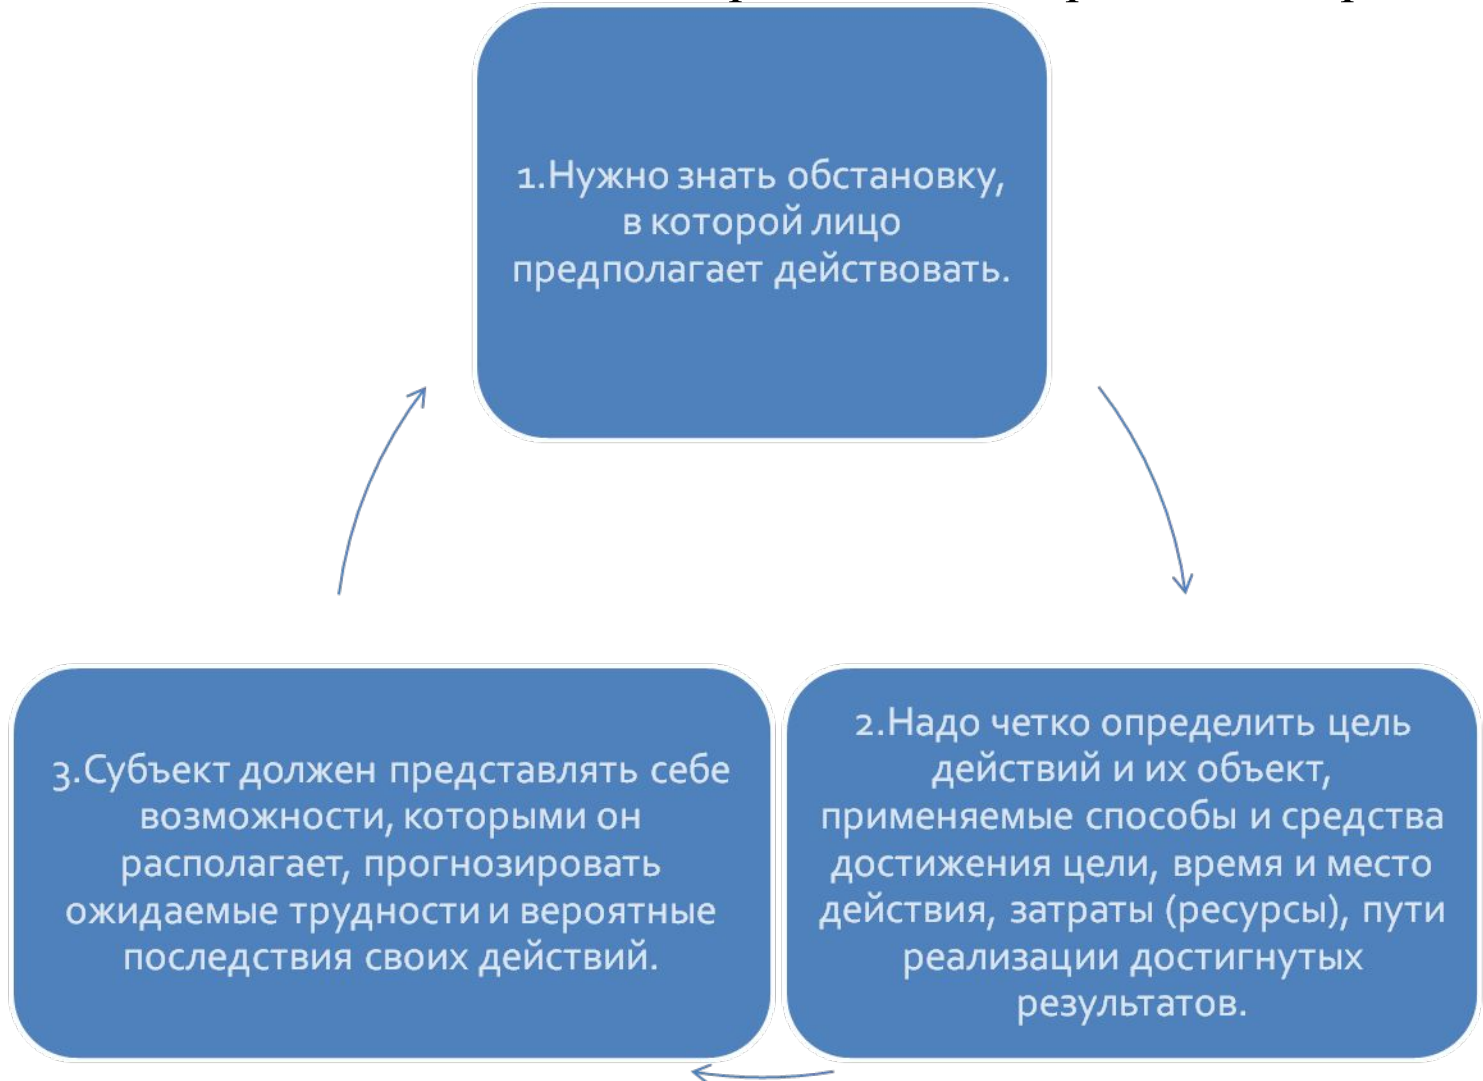 1.Нужно знать обстановку,
в которой лицо
предполагает действовать.
2.Надо четко определить цель
действий и их объект,
применяемые способы и средства
достижения цели, время и место
действия, затраты (ресурсы), пути
реализации достигнутых
результатов.
3.Субъект должен представлять себе
возможности, которыми он
располагает, прогнозировать
ожидаемые трудности и вероятные
последствия своих действий.